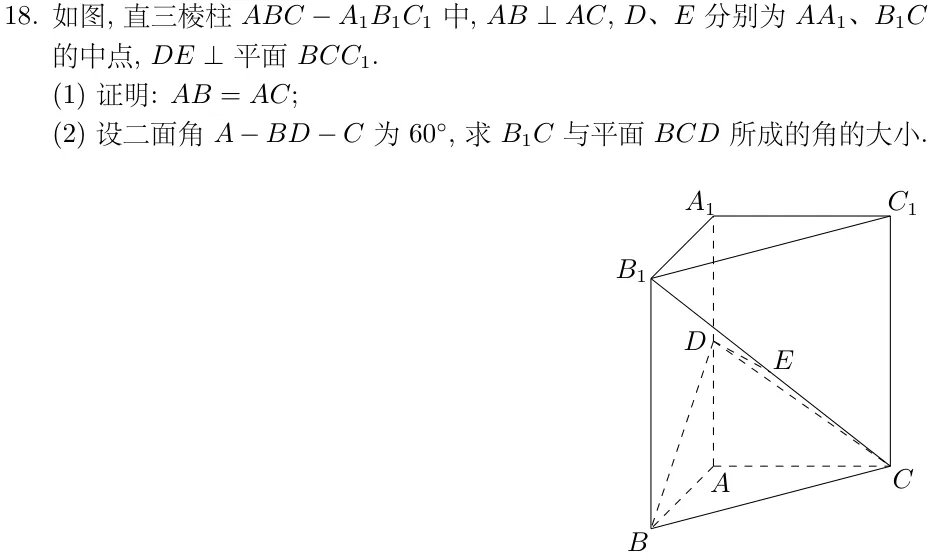 18. 如图, 直三棱柱 ABC − A₁B₁C₁ 中, AB ⊥ AC, D、E 分别为 AA₁、B₁C
的中点, DE ⊥ 平面 BCC₁.
(1) 证明: AB = AC;
(2) 设二面角 A − BD − C 为 60°, 求 B₁C 与平面 BCD 所成的角的大小.
A₁
C₁
B₁
D
E
A
C
B